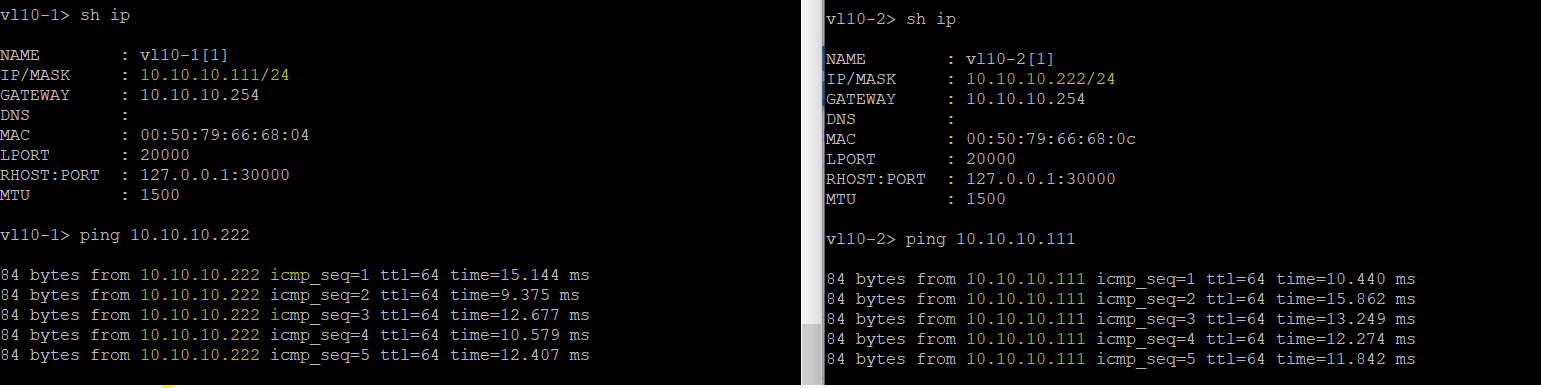 vl10-1> sh ip
NAME        : vl10-1[1]
IP/MASK     : 10.10.10.111/24
GATEWAY     : 10.10.10.254
DNS         :
MAC         : 00:50:79:66:68:04
LPORT       : 20000
RHOST:PORT  : 127.0.0.1:30000
MTU         : 1500
vl10-1> ping 10.10.10.222
84 bytes from 10.10.10.222 icmp_seq=1 ttl=64 time=15.144 ms
84 bytes from 10.10.10.222 icmp_seq=2 ttl=64 time=9.375 ms
84 bytes from 10.10.10.222 icmp_seq=3 ttl=64 time=12.677 ms
84 bytes from 10.10.10.222 icmp_seq=4 ttl=64 time=10.579 ms
84 bytes from 10.10.10.222 icmp_seq=5 ttl=64 time=12.407 ms
vl10-2> sh ip
NAME        : vl10-2[1]
IP/MASK     : 10.10.10.222/24
GATEWAY     : 10.10.10.254
DNS         :
MAC         : 00:50:79:66:68:0c
LPORT       : 20000
RHOST:PORT  : 127.0.0.1:30000
MTU         : 1500
vl10-2> ping 10.10.10.111
84 bytes from 10.10.10.111 icmp_seq=1 ttl=64 time=10.440 ms
84 bytes from 10.10.10.111 icmp_seq=2 ttl=64 time=15.862 ms
84 bytes from 10.10.10.111 icmp_seq=3 ttl=64 time=13.249 ms
84 bytes from 10.10.10.111 icmp_seq=4 ttl=64 time=12.274 ms
84 bytes from 10.10.10.111 icmp_seq=5 ttl=64 time=11.842 ms